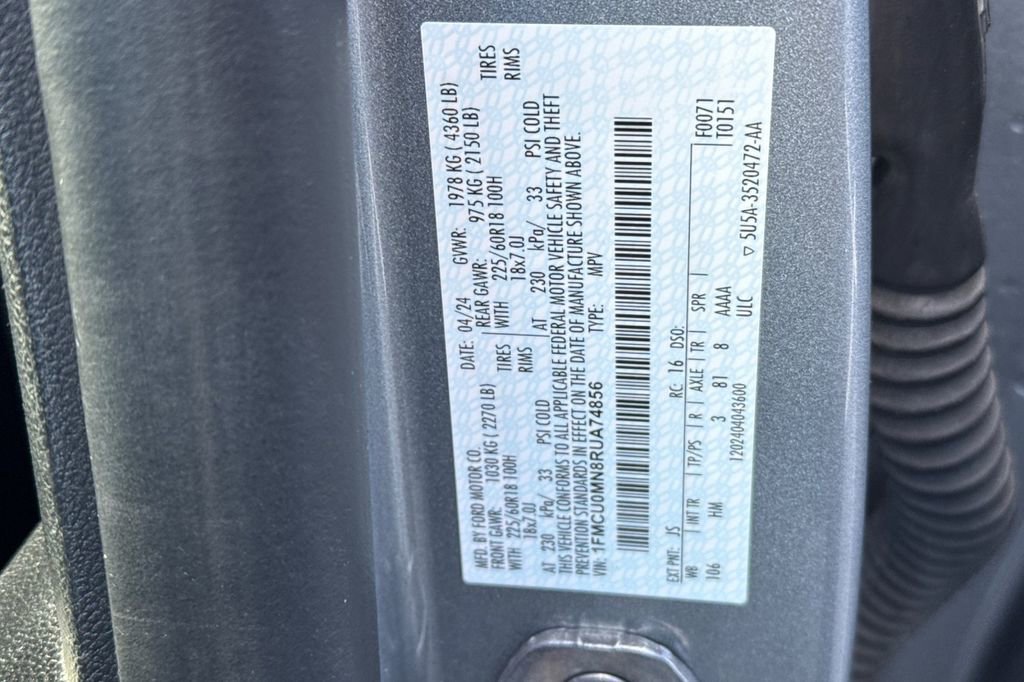 MFD. BY FORD MOTOR CO.
DATE: 04/24 GVWR: 1978 KG ( 4360 LB)
FRONT GAWR: 1030 KG ( 2270 LB) REAR GAWR: 975 KG ( 2150 LB)
WITH 225/60R18 100H TIRES WITH 225/60R18 100H TIRES
18x7.0J RIMS 18x7.0J RIMS
AT 230 kPa/ 33 PSI COLD AT 230 kPa/ 33 PSI COLD
THIS VEHICLE CONFORMS TO ALL APPLICABLE FEDERAL MOTOR VEHICLE SAFETY AND THEFT
PREVENTION STANDARDS IN EFFECT ON THE DATE OF MANUFACTURE SHOWN ABOVE.
VIN: 1FMCU0MN8RUA74856 TYPE: MPV
EXT PNT: JS RC: 16 DSO:
WB INT TR TP/PS R AXLE TR SPR F0071
106 HM 3 81 8 AAAA T0151
1202404043600 ULC
5U5A-3520472-AA